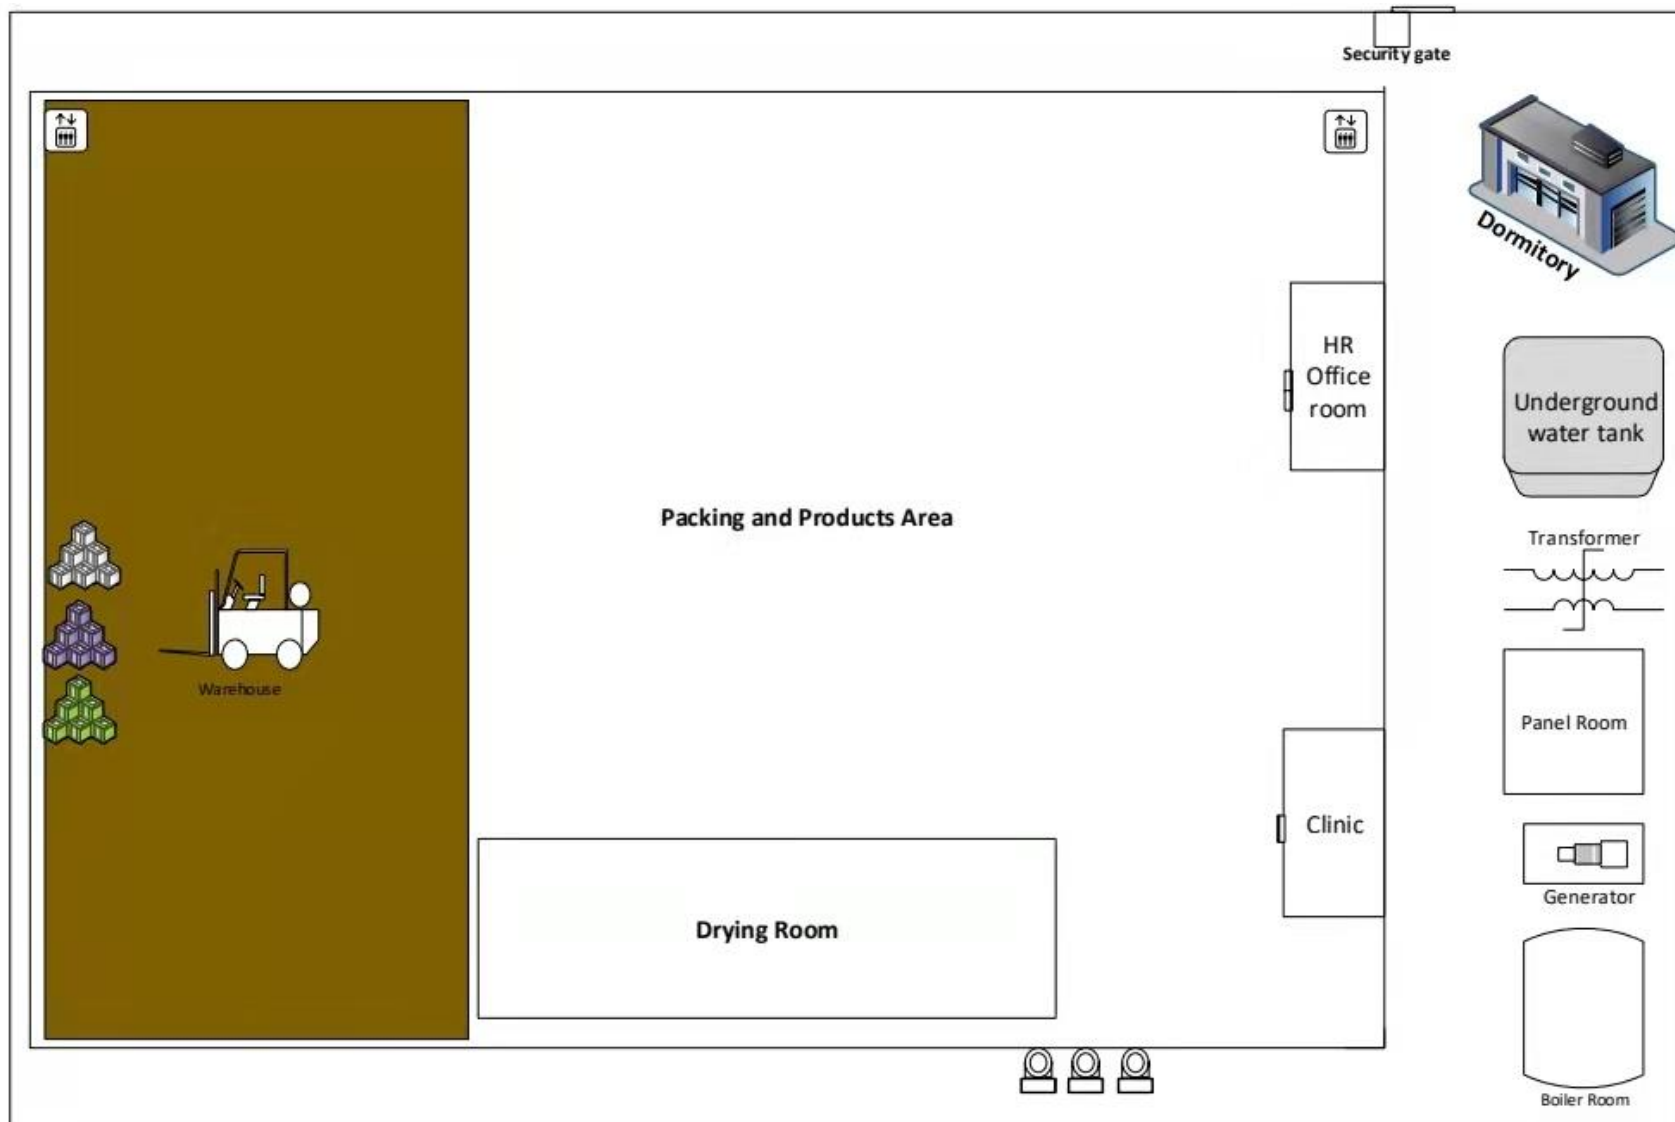 Security gate
Dormitory
HR
Office
room
Underground
water tank
Packing and Products Area
Transformer
Warehouse
Panel Room
Clinic
Generator
Drying Room
Boiler Room